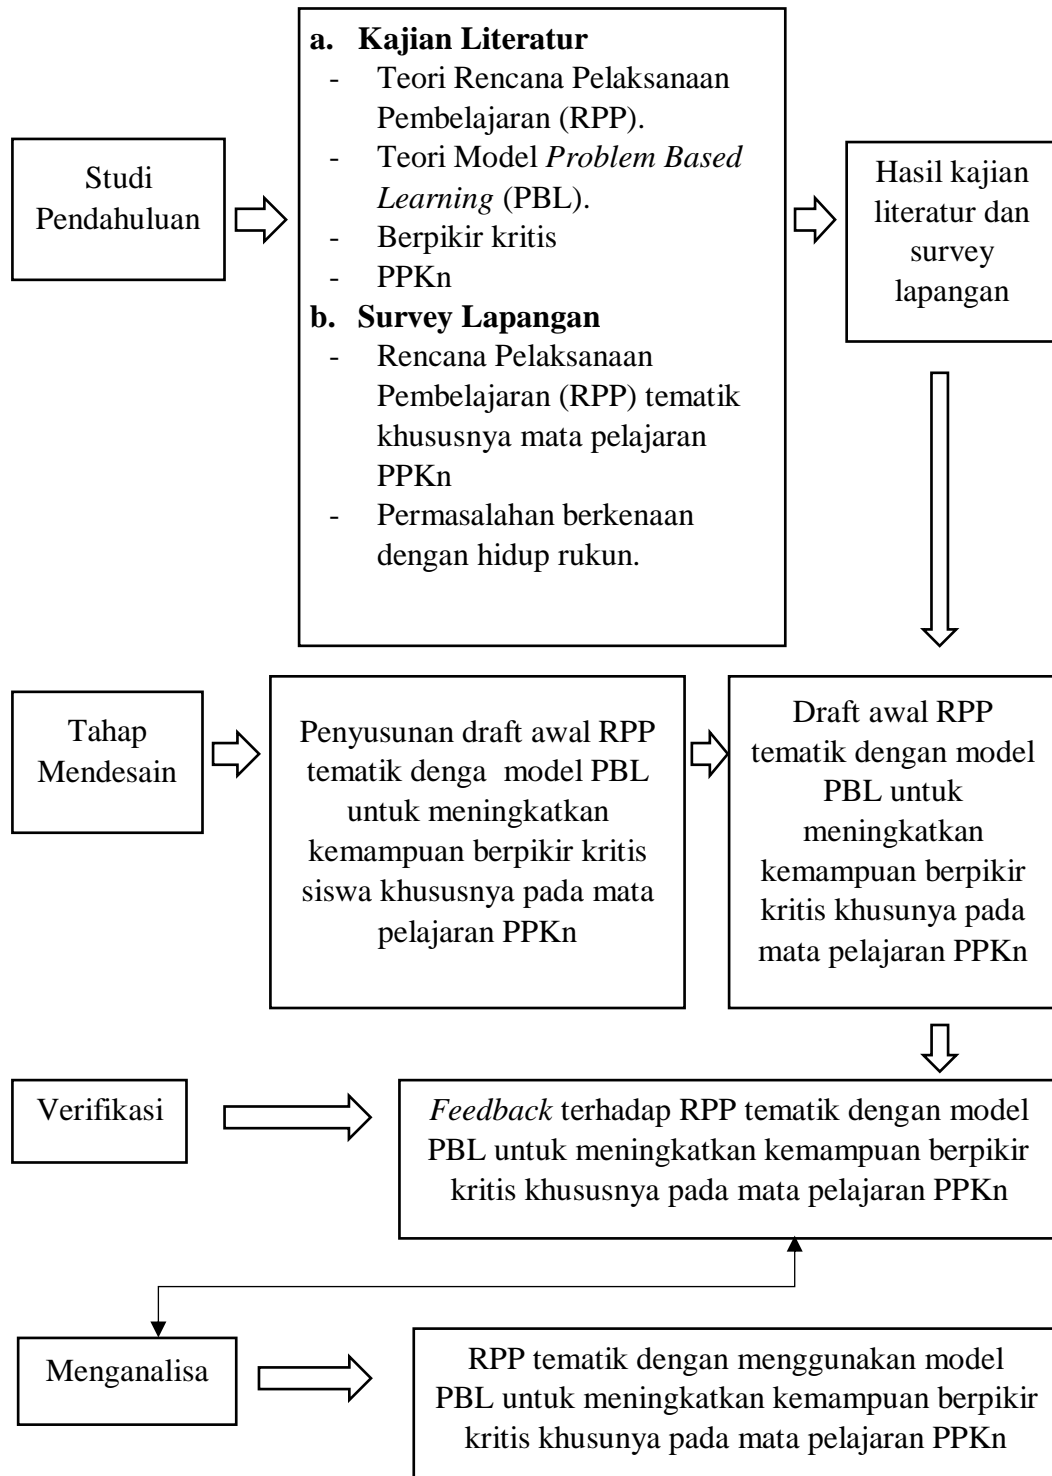 Studi
Pendahuluan
a. Kajian Literatur
- Teori Rencana Pelaksanaan
Pembelajaran (RPP).
- Teori Model Problem Based
Learning (PBL).
- Berpikir kritis
- PPKn
b. Survey Lapangan
- Rencana Pelaksanaan
Pembelajaran (RPP) tematik
khususnya mata pelajaran
PPKn
- Permasalahan berkenaan
dengan hidup rukun.
Hasil kajian
literatur dan
survey
lapangan
Tahap
Mendesain
Penyusunan draft awal RPP
tematik denga model PBL
untuk meningkatkan
kemampuan berpikir kritis
siswa khususnya pada mata
pelajaran PPKn
Draft awal RPP
tematik dengan model
PBL untuk
meningkatkan
kemampuan berpikir
kritis khusunya pada
mata pelajaran PPKn
Verifikasi
Feedback terhadap RPP tematik dengan model
PBL untuk meningkatkan kemampuan berpikir
kritis khususnya pada mata pelajaran PPKn
Menganalisa
RPP tematik dengan menggunakan model
PBL untuk meningkatkan kemampuan berpikir
kritis khusunya pada mata pelajaran PPKn